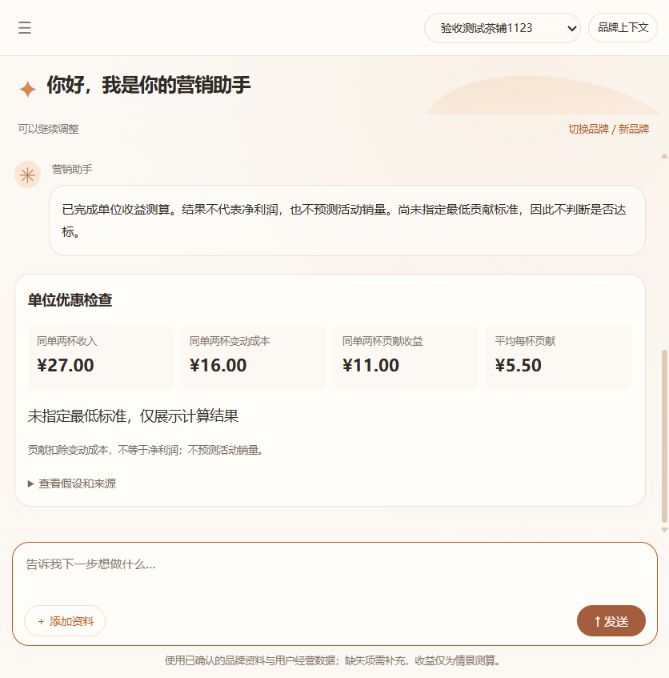 验收测试茶铺1123
品牌上下文
你好，我是你的营销助手
可以继续调整
切换品牌 / 新品牌
营销助手
已完成单位收益测算。结果不代表净利润，也不预测活动销量。尚未指定最低贡献标准，因此不判断是否达
标。
单位优惠检查
同单两杯收入
¥27.00
同单两杯变动成本
¥16.00
同单两杯贡献收益
¥11.00
平均每杯贡献
¥5.50
未指定最低标准，仅展示计算结果
贡献扣除变动成本，不等于净利润；不预测活动销量。
查看假设和来源
告诉我下一步想做什么...
+ 添加资料
↑ 发送
使用已确认的品牌资料与用户经营数据；缺失项需补充，收益仅为情景测算。